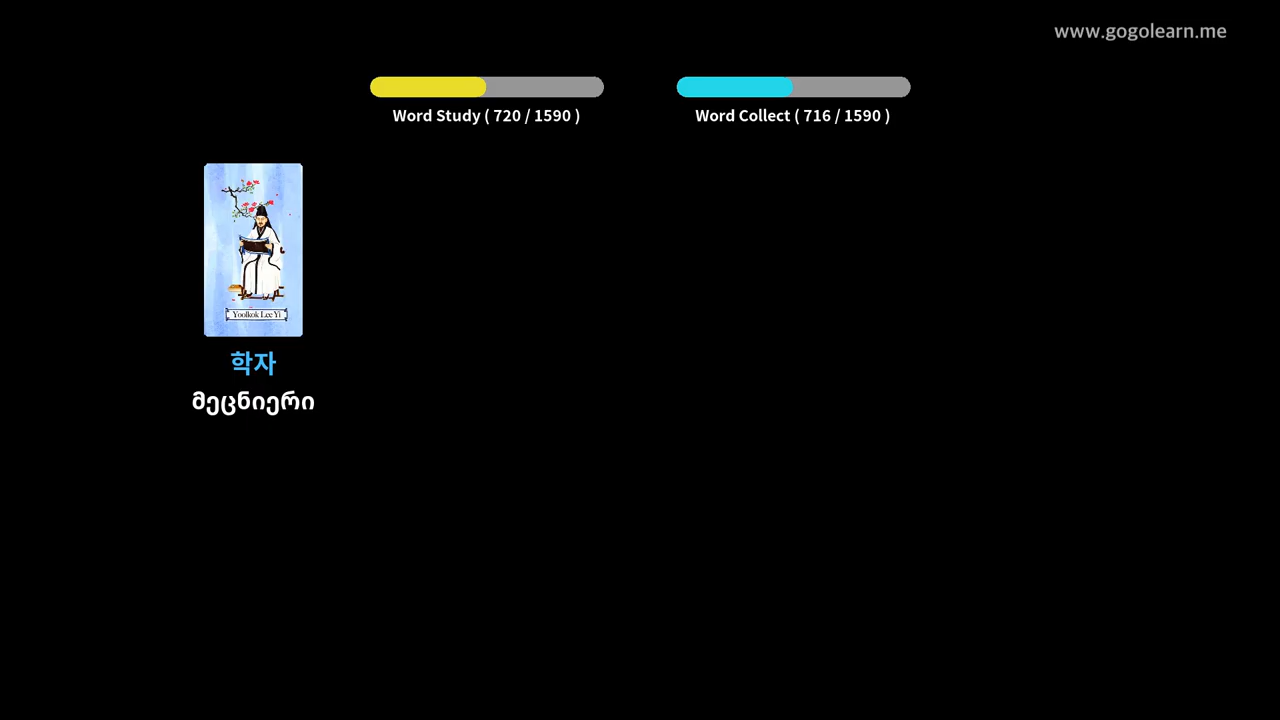 www.gogolearn.me
Word Study ( 720 / 1590 )
Word Collect ( 716 / 1590 )
Yoolkok Lee Yi
학자
მეცნიერი